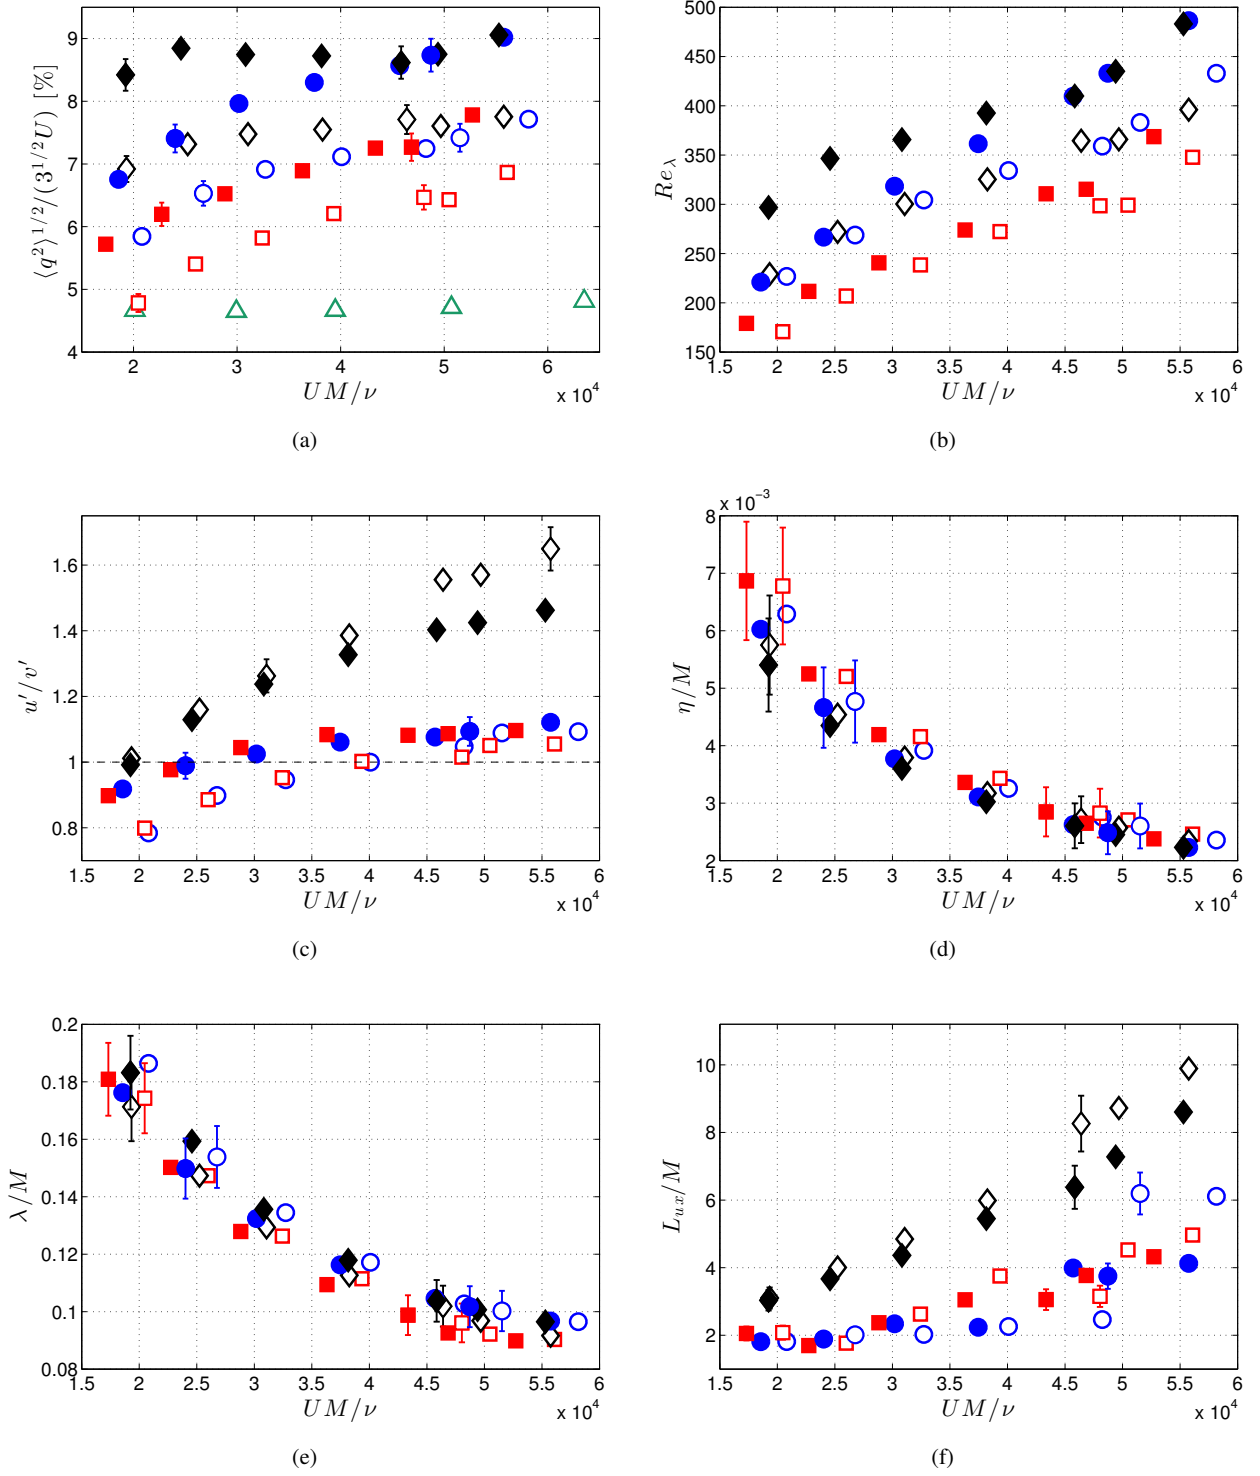 ⟨q²⟩^{1/2}/(3^{1/2}U) [%]
9
8
7
6
5
4
2 3 4 5 6
UM/ν
x 10⁴
(a)
Re_λ
500
450
400
350
300
250
200
150
1.5 2 2.5 3 3.5 4 4.5 5 5.5 6
UM/ν
x 10⁴
(b)
u′/v′
1.6
1.4
1.2
1
0.8
1.5 2 2.5 3 3.5 4 4.5 5 5.5 6
UM/ν
x 10⁴
(c)
x 10⁻³
η/M
8
7
6
5
4
3
2
1.5 2 2.5 3 3.5 4 4.5 5 5.5 6
UM/ν
x 10⁴
(d)
λ/M
0.2
0.18
0.16
0.14
0.12
0.1
0.08
1.5 2 2.5 3 3.5 4 4.5 5 5.5 6
UM/ν
x 10⁴
(e)
L_{ux}/M
10
8
6
4
2
1.5 2 2.5 3 3.5 4 4.5 5 5.5 6
UM/ν
x 10⁴
(f)